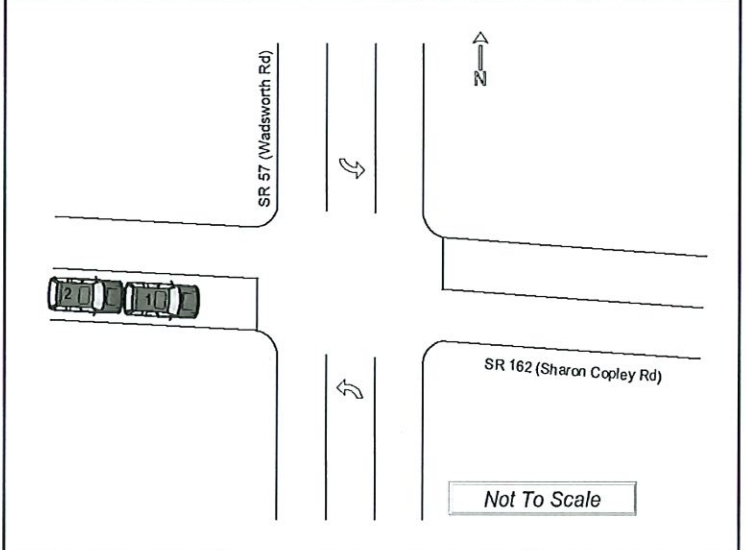 SR 57 (Wadsworth Rd)
N
2
1
SR 162 (Sharon Copley Rd)
Not To Scale